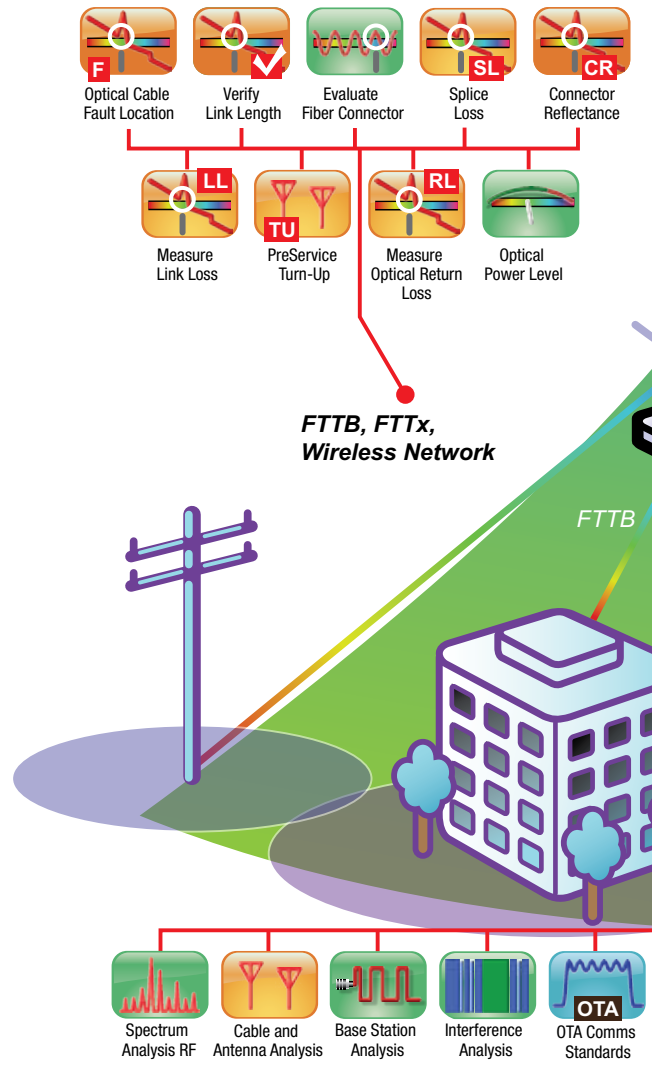 F
SL
CR
Optical Cable
Fault Location
Verify
Link Length
Evaluate
Fiber Connector
Splice
Loss
Connector
Reflectance
LL
TU
RL
Measure
Link Loss
PreService
Turn-Up
Measure
Optical Return
Loss
Optical
Power Level
FTTB, FTTx,
Wireless Network
FTTB
OTA
Spectrum
Analysis RF
Cable and
Antenna Analysis
Base Station
Analysis
Interference
Analysis
OTA Comms
Standards